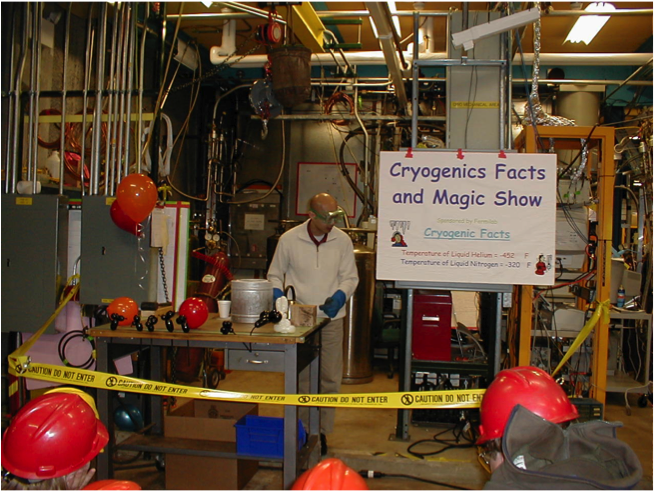 Cryogenics Facts
and Magic Show
Sponsored by Fermilab
Cryogenic Facts
Temperature of Liquid Helium = -452 F
Temperature of Liquid Nitrogen = -320 F
CAUTION DO NOT ENTER
CAUTION DO NOT ENTER
CAUTION DO NOT ENTER
CAUTION DO NOT ENTER